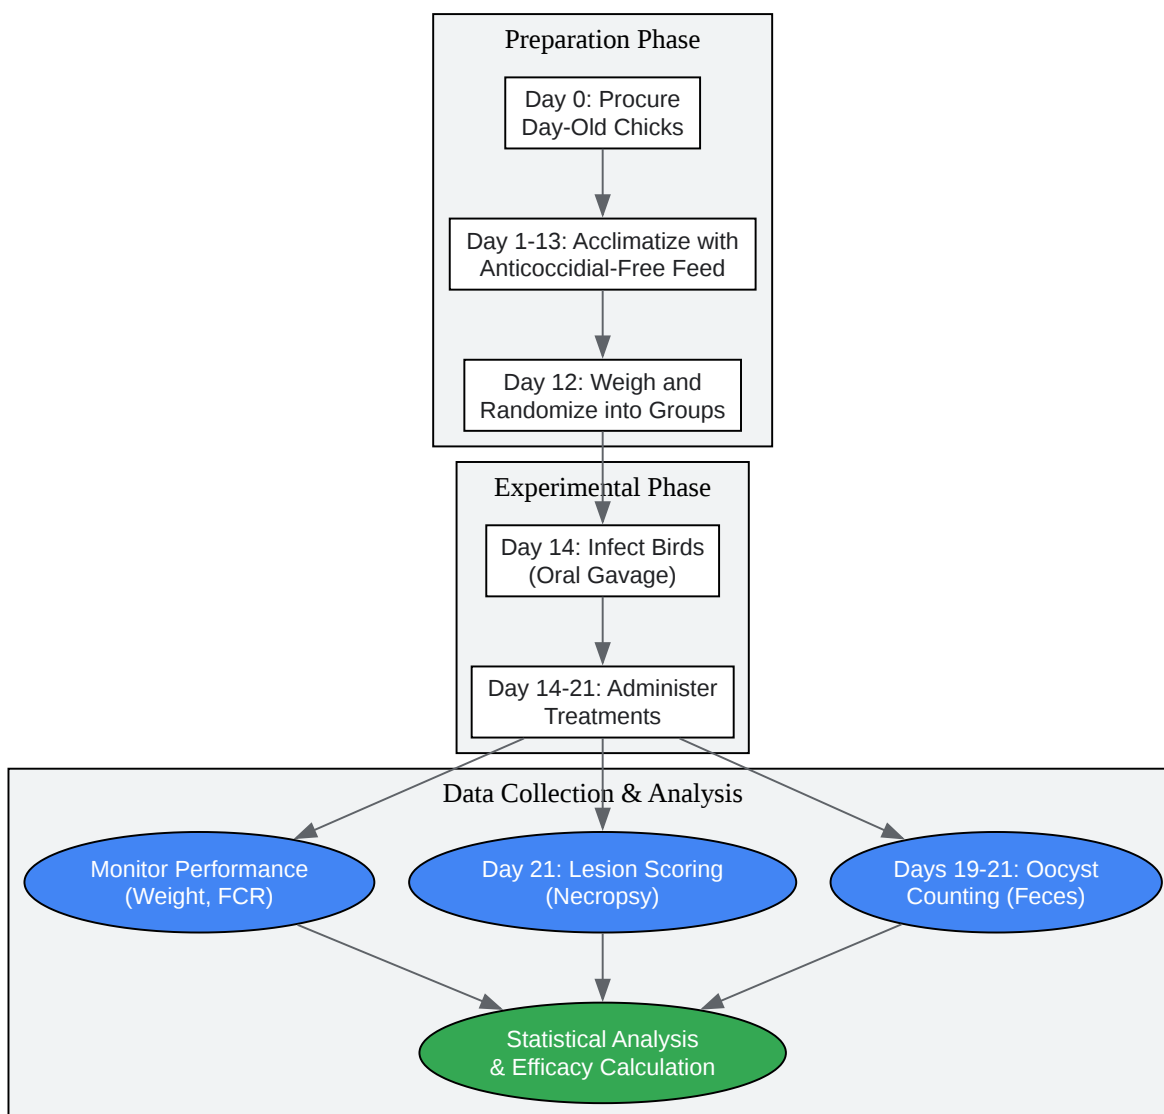 Preparation Phase
Day 0: Procure
Day-Old Chicks
Day 1-13: Acclimatize with
Anticoccidial-Free Feed
Day 12: Weigh and
Randomize into Groups
Experimental Phase
Day 14: Infect Birds
(Oral Gavage)
Day 14-21: Administer
Treatments
Data Collection & Analysis
Monitor Performance
(Weight, FCR)
Day 21: Lesion Scoring
(Necropsy)
Days 19-21: Oocyst
Counting (Feces)
Statistical Analysis
& Efficacy Calculation